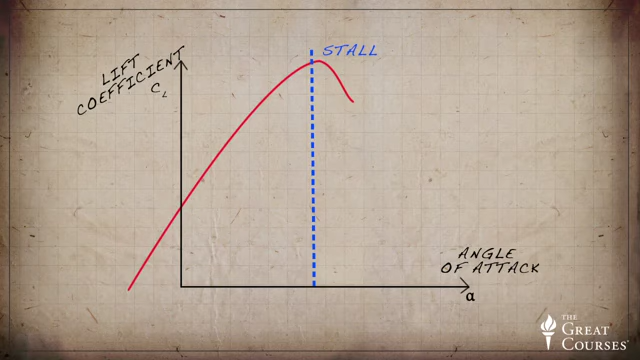 LIFT
COEFFICIENT
C L
STALL
ANGLE
OF ATTACK
α
THE
GREAT
COURSES